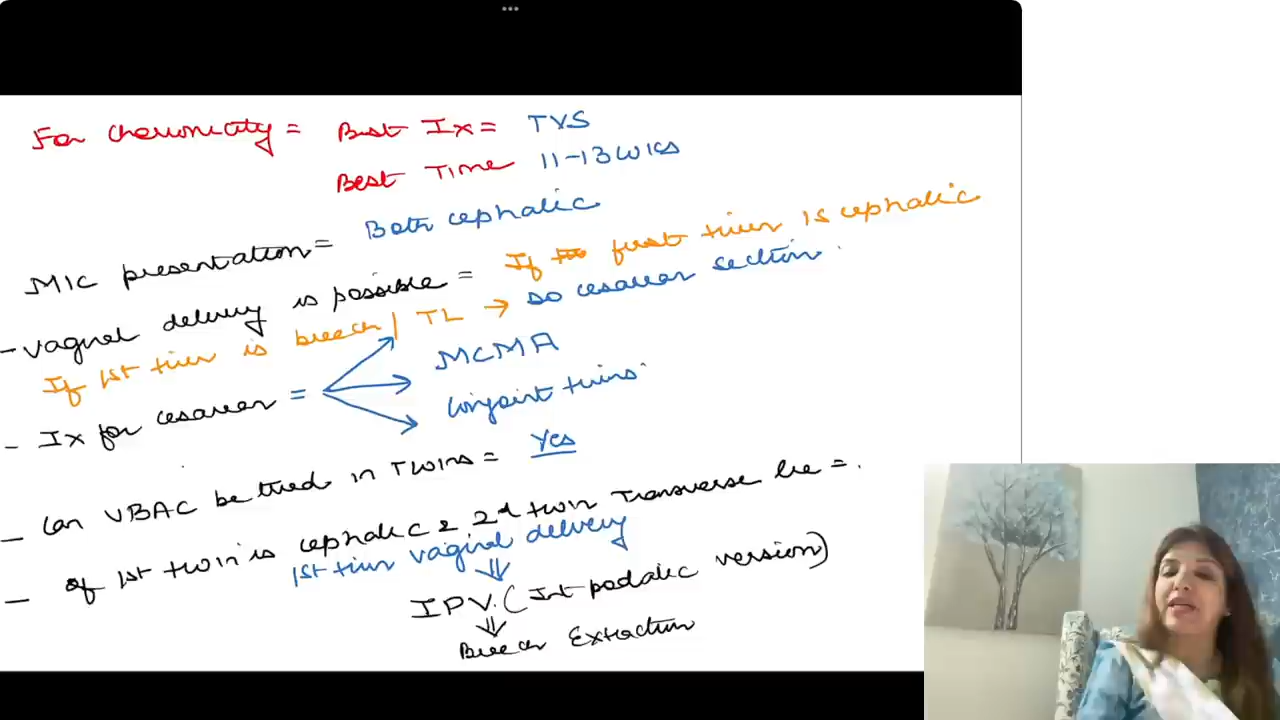 For Chorionicity = Best Ix = TVS
Best Time 11-13 wks
M/C presentation = Both cephalic
- Vaginal delivery is possible = If first twin is cephalic
If 1st twin is breech / TL → so cesarean section.
- Ix for cesarean = MCMA
Conjoint twins.
- Can VBAC be tried in Twins = Yes
- If 1st twin is cephalic & 2nd twin Transverse lie =.
1st twin vaginal delivery
⇓
IPV. (Int podalic version)
⇓
Breech Extraction